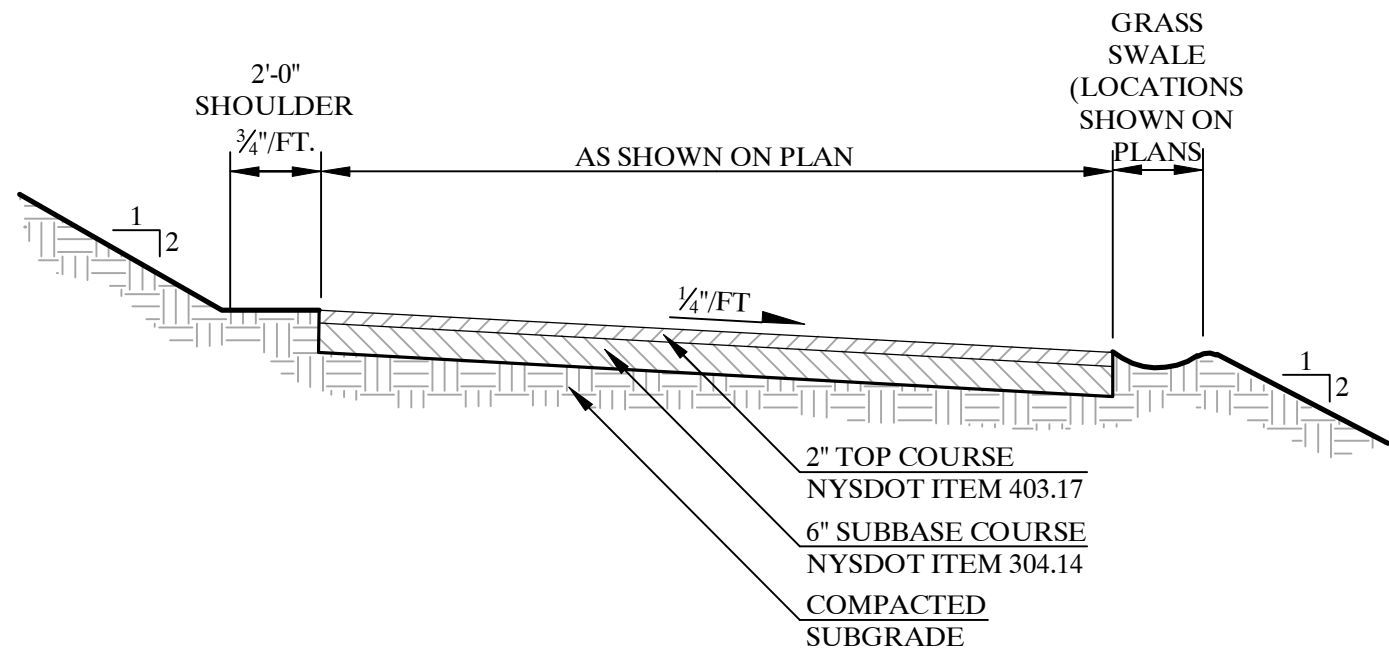 2'-0"
SHOULDER
¾"/FT.
AS SHOWN ON PLAN
GRASS
SWALE
(LOCATIONS
SHOWN ON
PLANS
1
2
¼"/FT
1
2
2" TOP COURSE
NYSDOT ITEM 403.17
6" SUBBASE COURSE
NYSDOT ITEM 304.14
COMPACTED
SUBGRADE